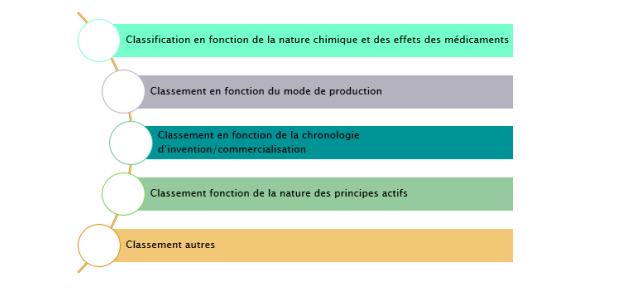 Classification en fonction de la nature chimique et des effets des médicaments
Classement en fonction du mode de production
Classement en fonction de la chronologie
d'invention/commercialisation
Classement fonction de la nature des principes actifs
Classement autres